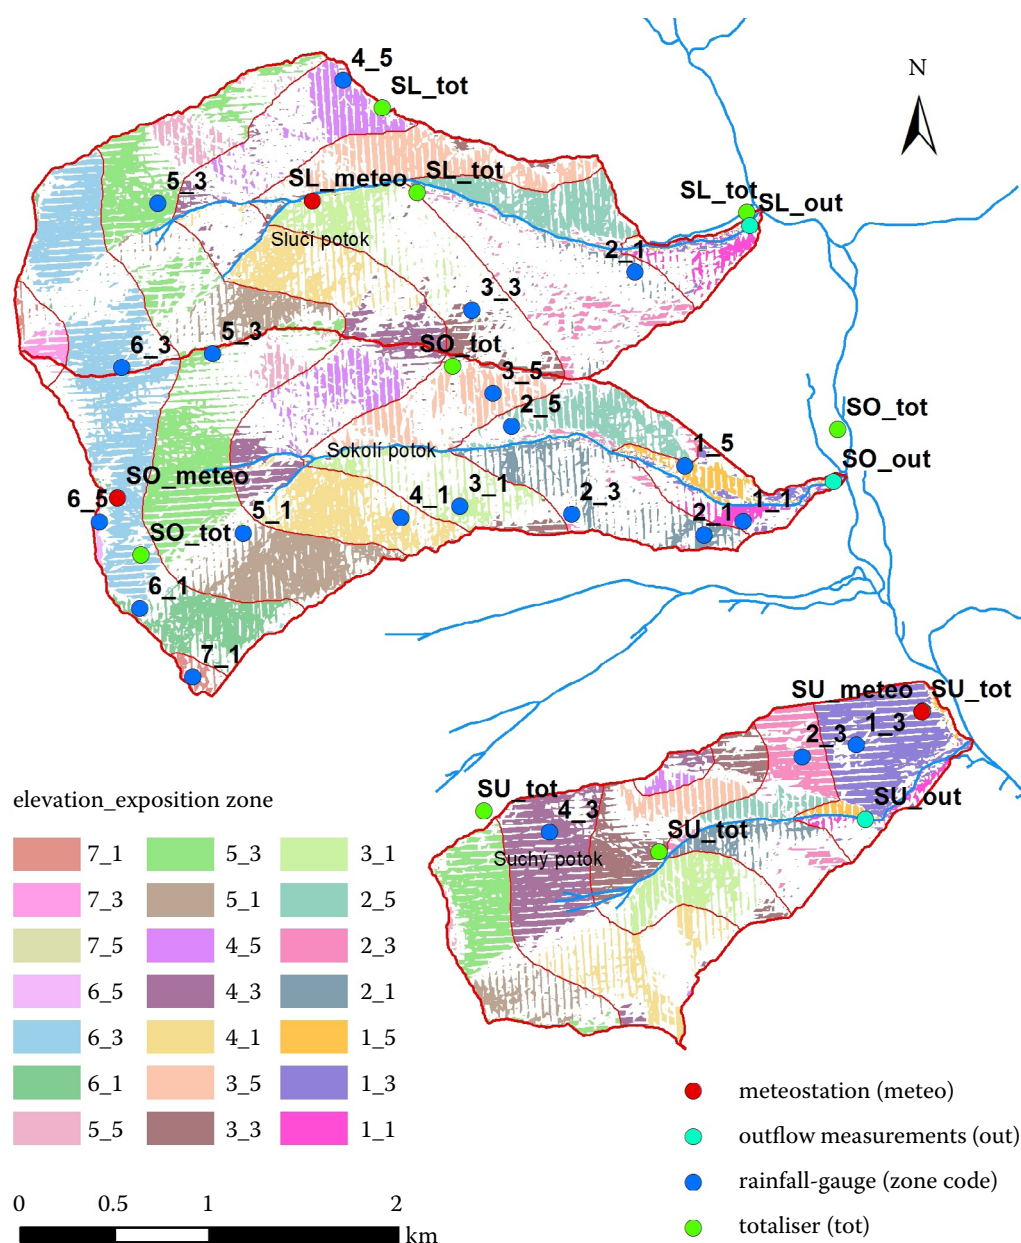 4_5
SL_tot
N
5_3
SL_meteo
SL_tot
SL_tot
SL_out
Slučí potok
2_1
3_3
6_3
5_3
SO_tot
3_5
2_5
SO_tot
Sokolí potok
1_5
SO_out
SO_meteo
6_5
5_1
4_1
3_1
2_3
2_1
1_1
SO_tot
6_1
7_1
SU_meteo
SU_tot
2_3
1_3
SU_tot
4_3
SU_out
SU_tot
Suchý potok
elevation_exposition zone
7_1 5_3 3_1
7_3 5_1 2_5
7_5 4_5 2_3
6_5 4_3 2_1
6_3 4_1 1_5
6_1 3_5 1_3
5_5 3_3 1_1
meteostation (meteo)
outflow measurements (out)
rainfall-gauge (zone code)
totaliser (tot)
0 0.5 1 2
km